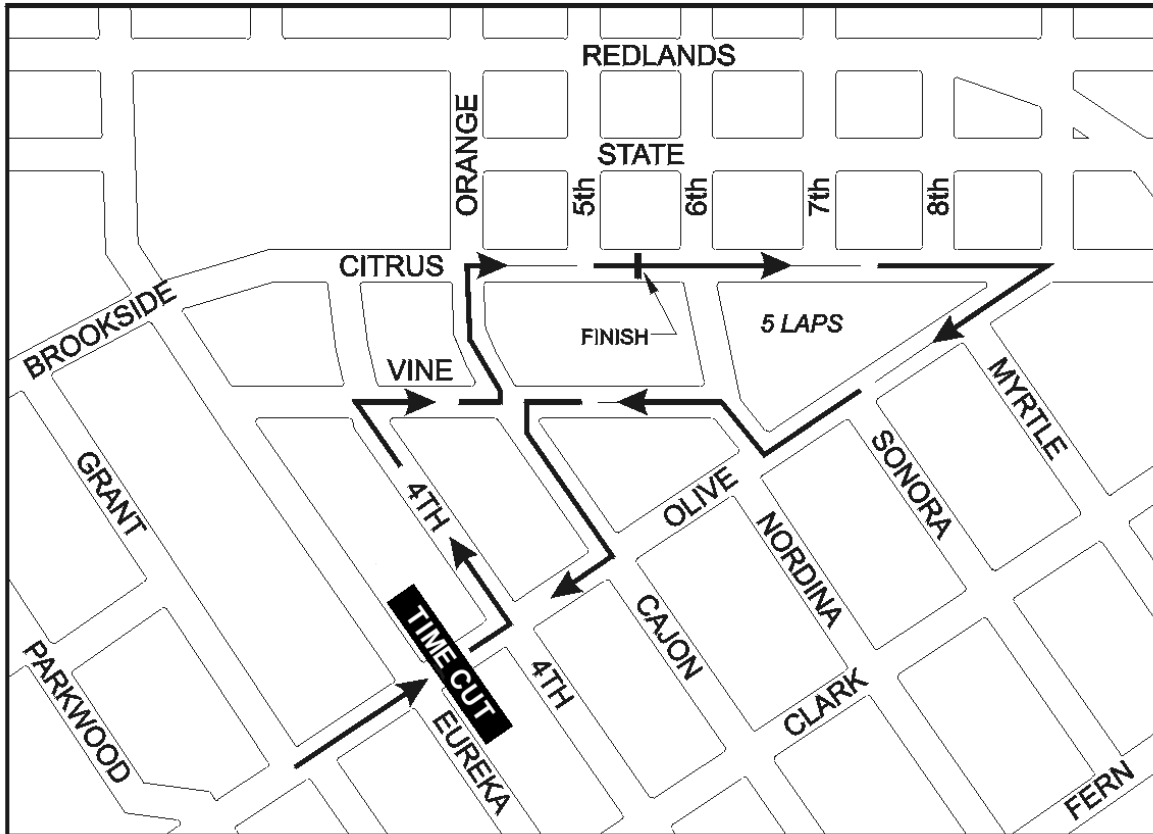 REDLANDS
ORANGE
STATE
5th
6th
7th
8th
CITRUS
BROOKSIDE
FINISH
5 LAPS
VINE
MYRTLE
GRANT
4TH
OLIVE
SONORA
NORDINA
TIME CUT
CAJON
PARKWOOD
4TH
EUREKA
CLARK
FERN